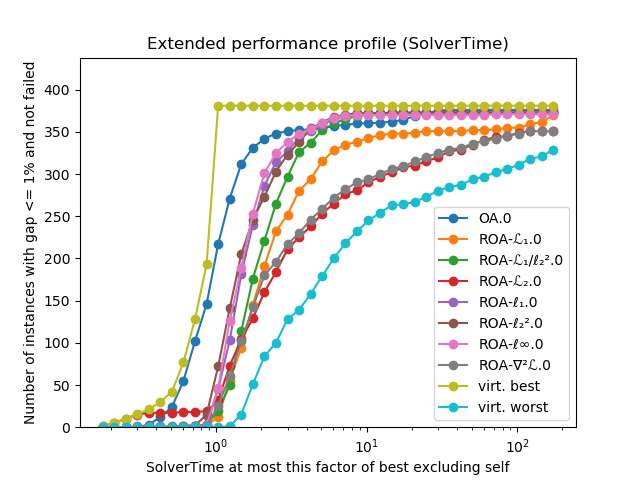 Extended performance profile (SolverTime)
Number of instances with gap <= 1% and not failed
400
350
300
250
200
150
100
50
0
10⁰
10¹
10²
SolverTime at most this factor of best excluding self
OA.0
ROA-ℒ₁.0
ROA-ℒ₁/ℓ₂².0
ROA-ℒ₂.0
ROA-ℓ₁.0
ROA-ℓ₂².0
ROA-ℓ∞.0
ROA-∇²ℒ.0
virt. best
virt. worst